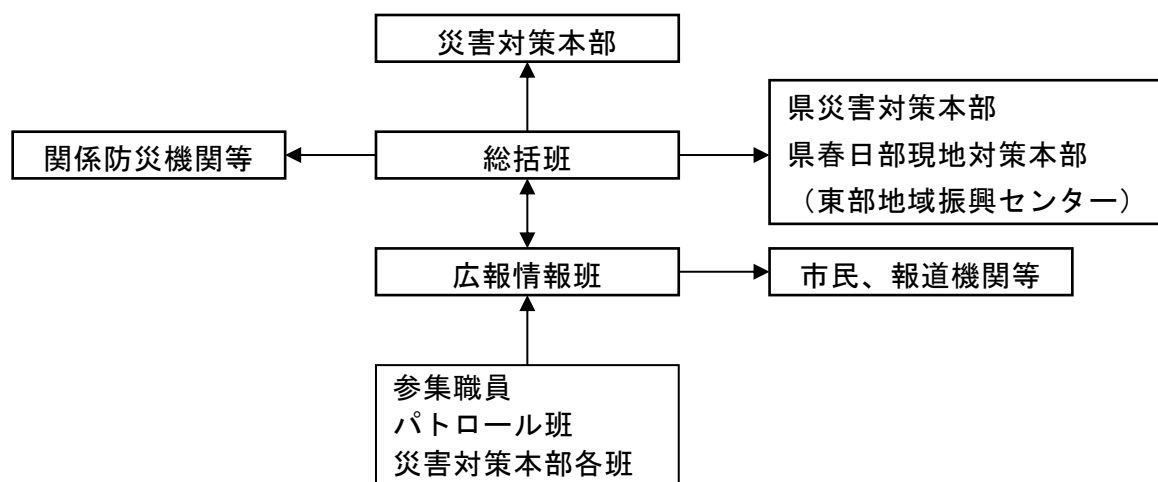 災害対策本部
関係防災機関等
総括班
県災害対策本部
県春日部現地対策本部
（東部地域振興センター）
広報情報班
市民、報道機関等
参集職員
パトロール班
災害対策本部各班